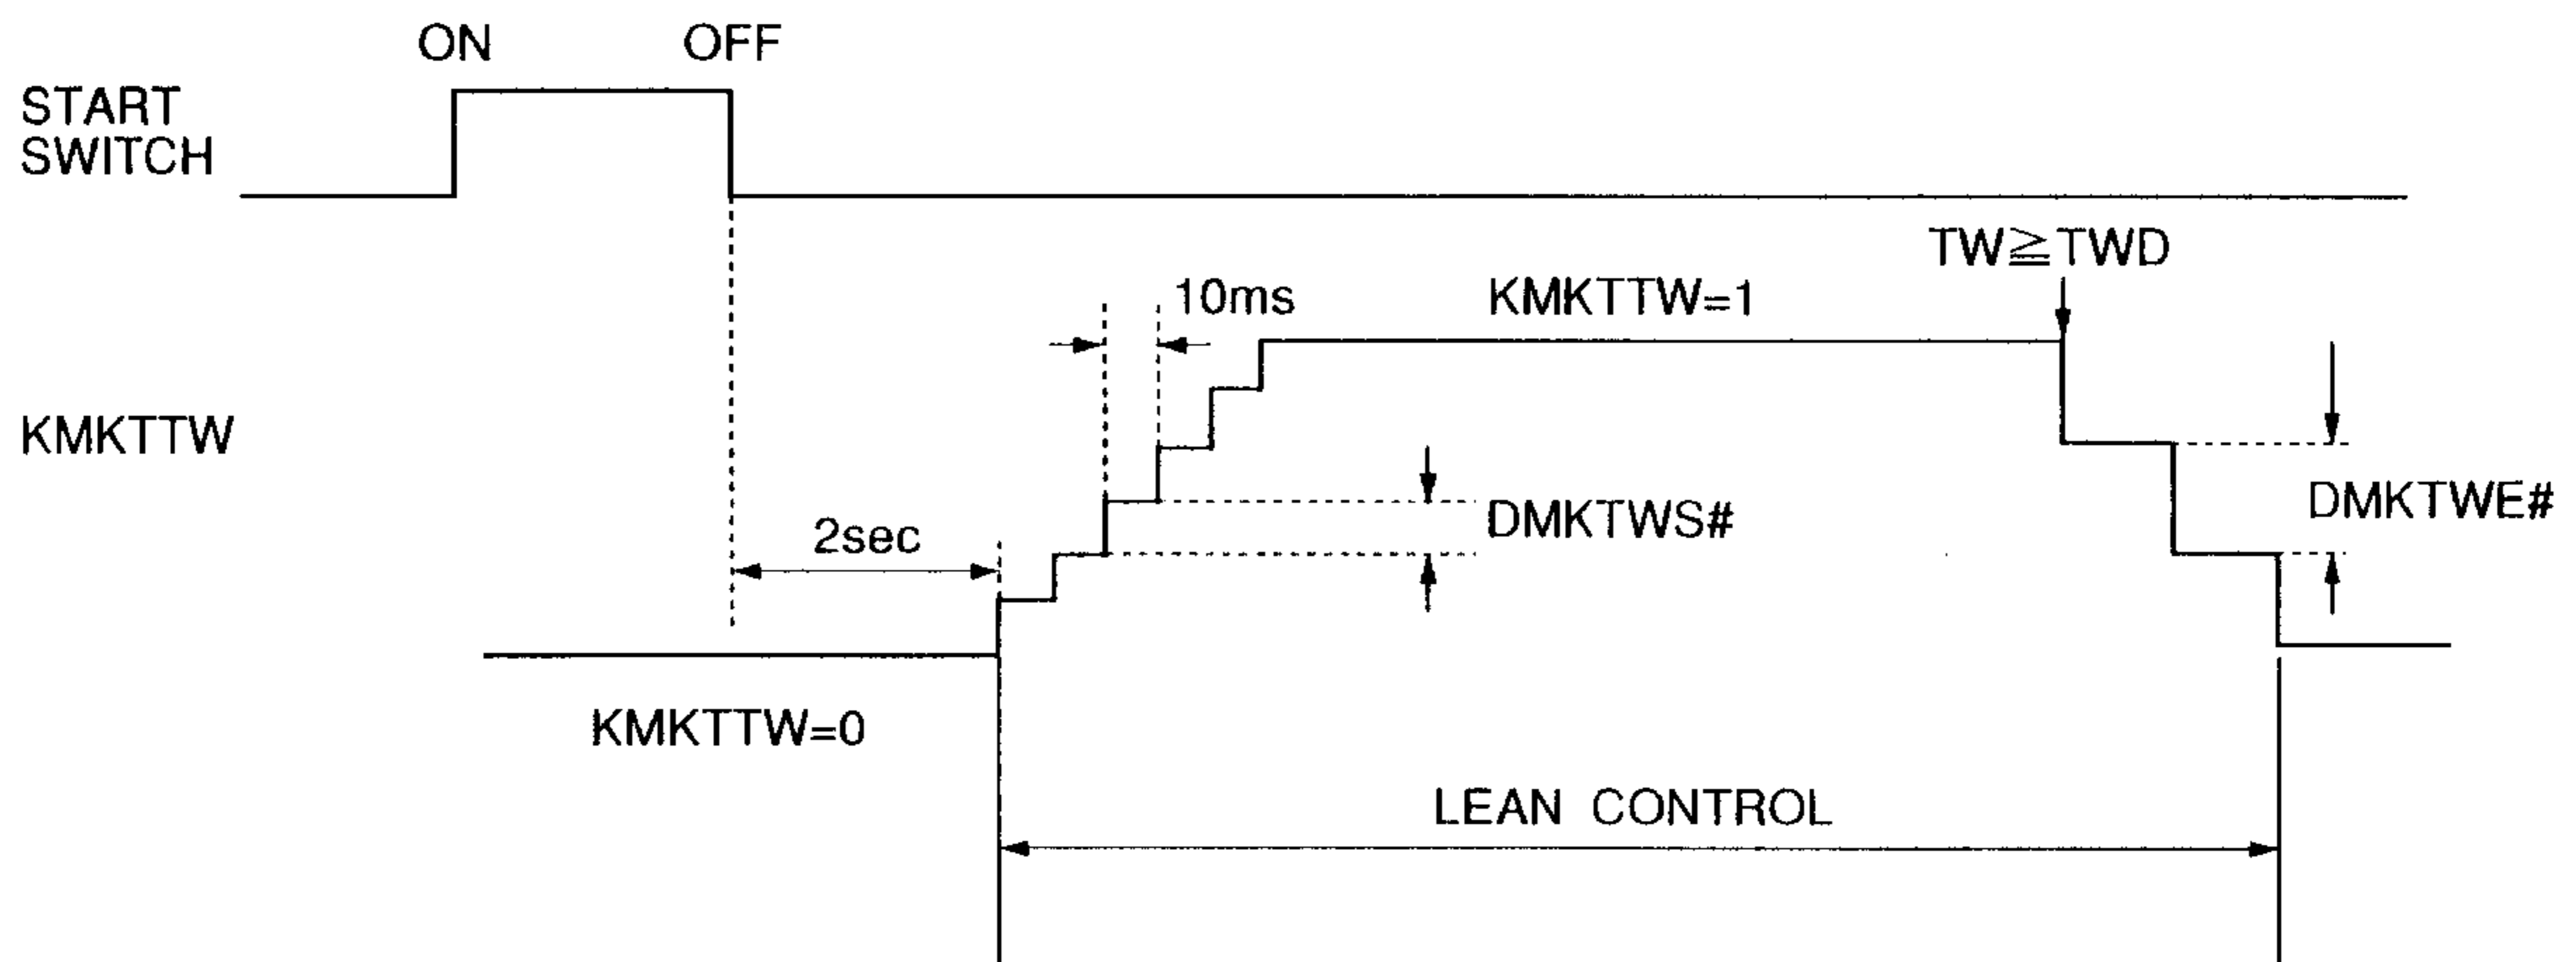 ON OFF
START
SWITCH
TW≧TWD
10ms KMKTTW=1
KMKTTW
DMKTWS# DMKTWE#
2sec
KMKTTW=0
LEAN CONTROL